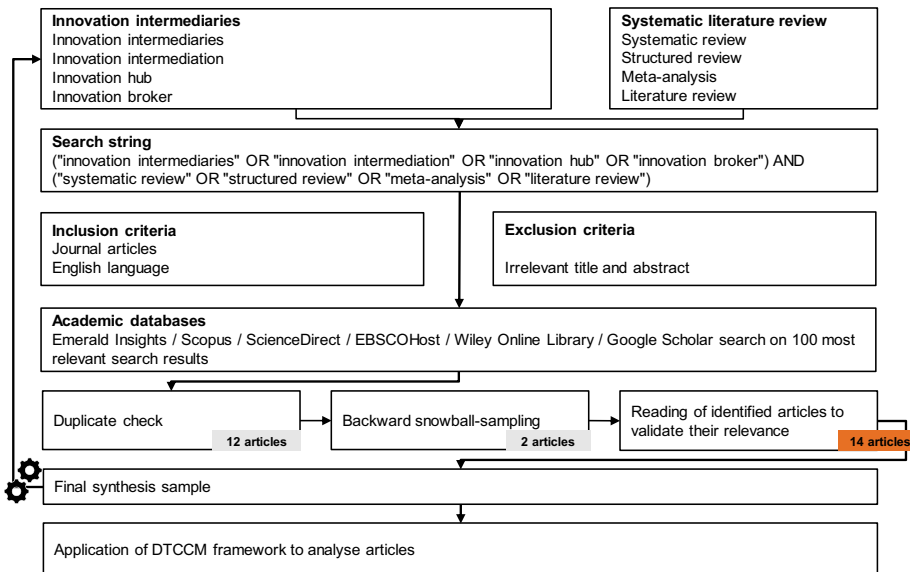 Innovation intermediaries
Innovation intermediaries
Innovation intermediation
Innovation hub
Innovation broker
Systematic literature review
Systematic review
Structured review
Meta-analysis
Literature review
Search string
("innovation intermediaries" OR "innovation intermediation" OR "innovation hub" OR "innovation broker") AND
("systematic review" OR "structured review" OR "meta-analysis" OR "literature review")
Inclusion criteria
Journal articles
English language
Exclusion criteria
Irrelevant title and abstract
Academic databases
Emerald Insights / Scopus / ScienceDirect / EBSCOHost / Wiley Online Library / Google Scholar search on 100 most
relevant search results
Duplicate check
12 articles
Backward snowball-sampling
2 articles
Reading of identified articles to
validate their relevance
14 articles
Final synthesis sample
Application of DTCCM framework to analyse articles